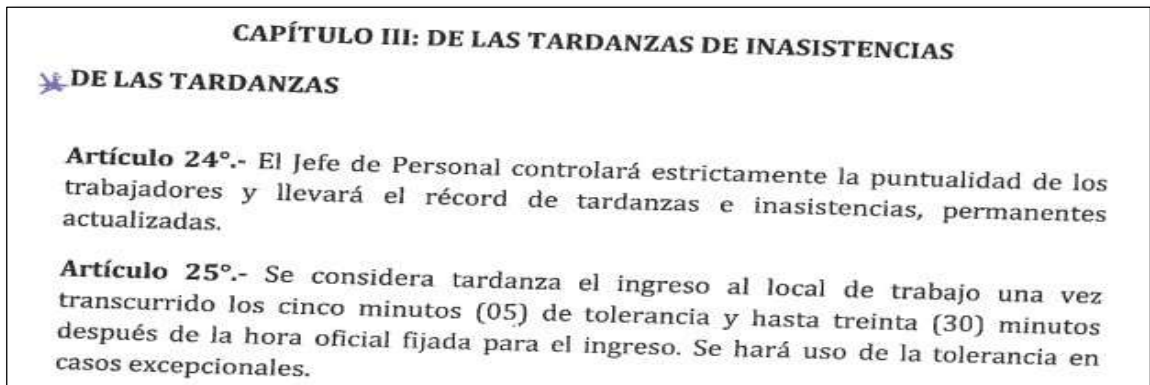 CAPÍTULO III: DE LAS TARDANZAS DE INASISTENCIAS
DE LAS TARDANZAS
Artículo 24°.- El Jefe de Personal controlará estrictamente la puntualidad de los
trabajadores y llevará el récord de tardanzas e inasistencias, permanentes
actualizadas.
Artículo 25°.- Se considera tardanza el ingreso al local de trabajo una vez
transcurrido los cinco minutos (05) de tolerancia y hasta treinta (30) minutos
después de la hora oficial fijada para el ingreso. Se hará uso de la tolerancia en
casos excepcionales.